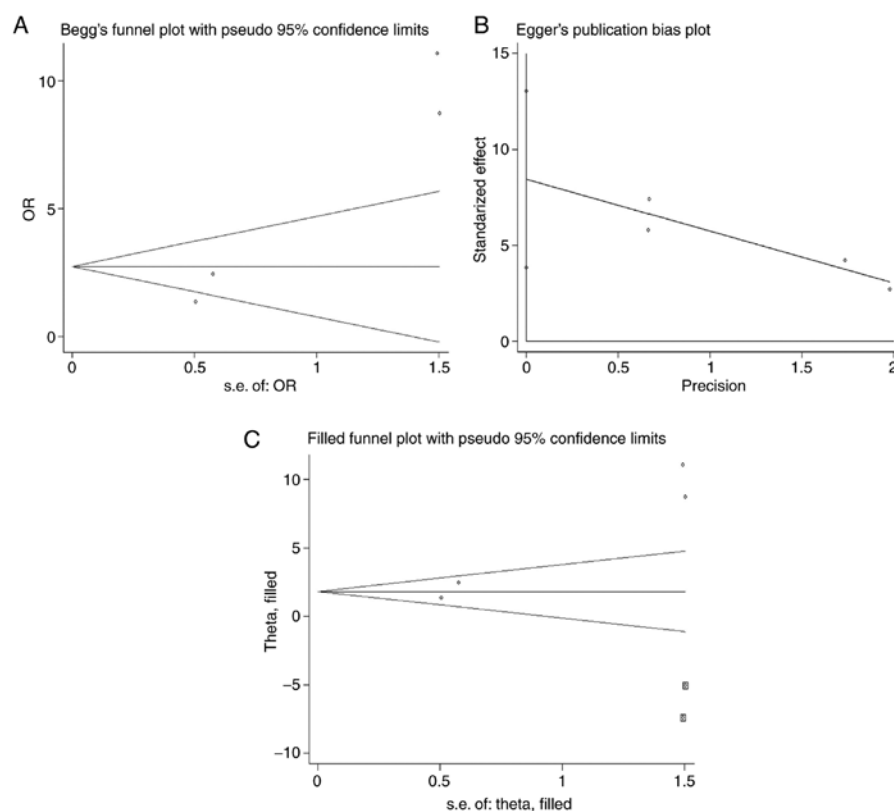 A
Begg's funnel plot with pseudo 95% confidence limits
10
5
0
OR
0
0.5
1
1.5
s.e. of: OR
B
Egger's publication bias plot
15
10
5
0
Standarized effect
0
0.5
1
1.5
2
Precision
C
Filled funnel plot with pseudo 95% confidence limits
10
5
0
−5
−10
Theta, filled
0
0.5
1
1.5
s.e. of: theta, filled